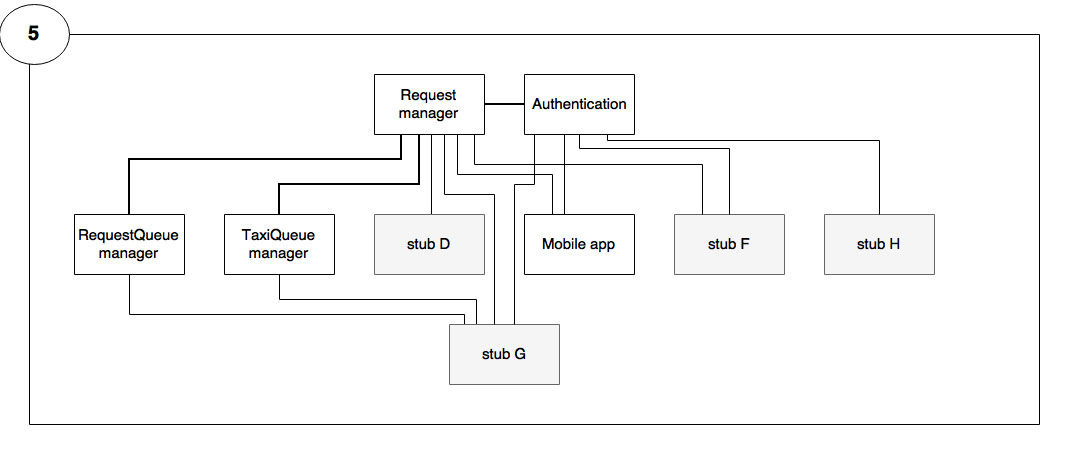 5
Request
manager
Authentication
RequestQueue
manager
TaxiQueue
manager
stub D
Mobile app
stub F
stub H
stub G